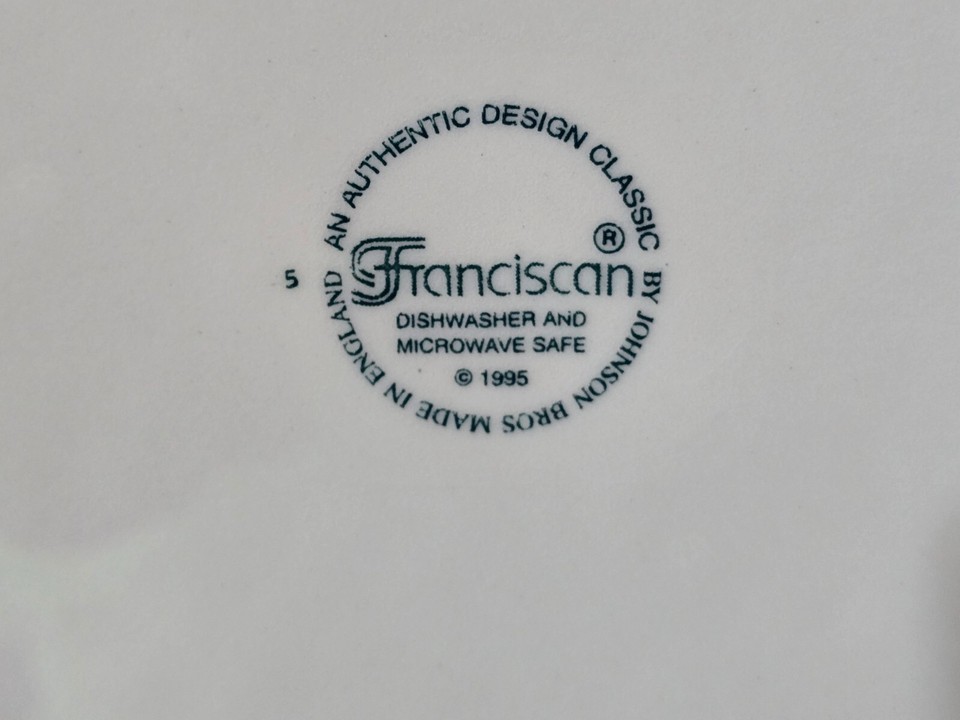 AN AUTHENTIC DESIGN CLASSIC BY JOHNSON BROS MADE IN ENGLAND
5
Franciscan ®
DISHWASHER AND
MICROWAVE SAFE
© 1995